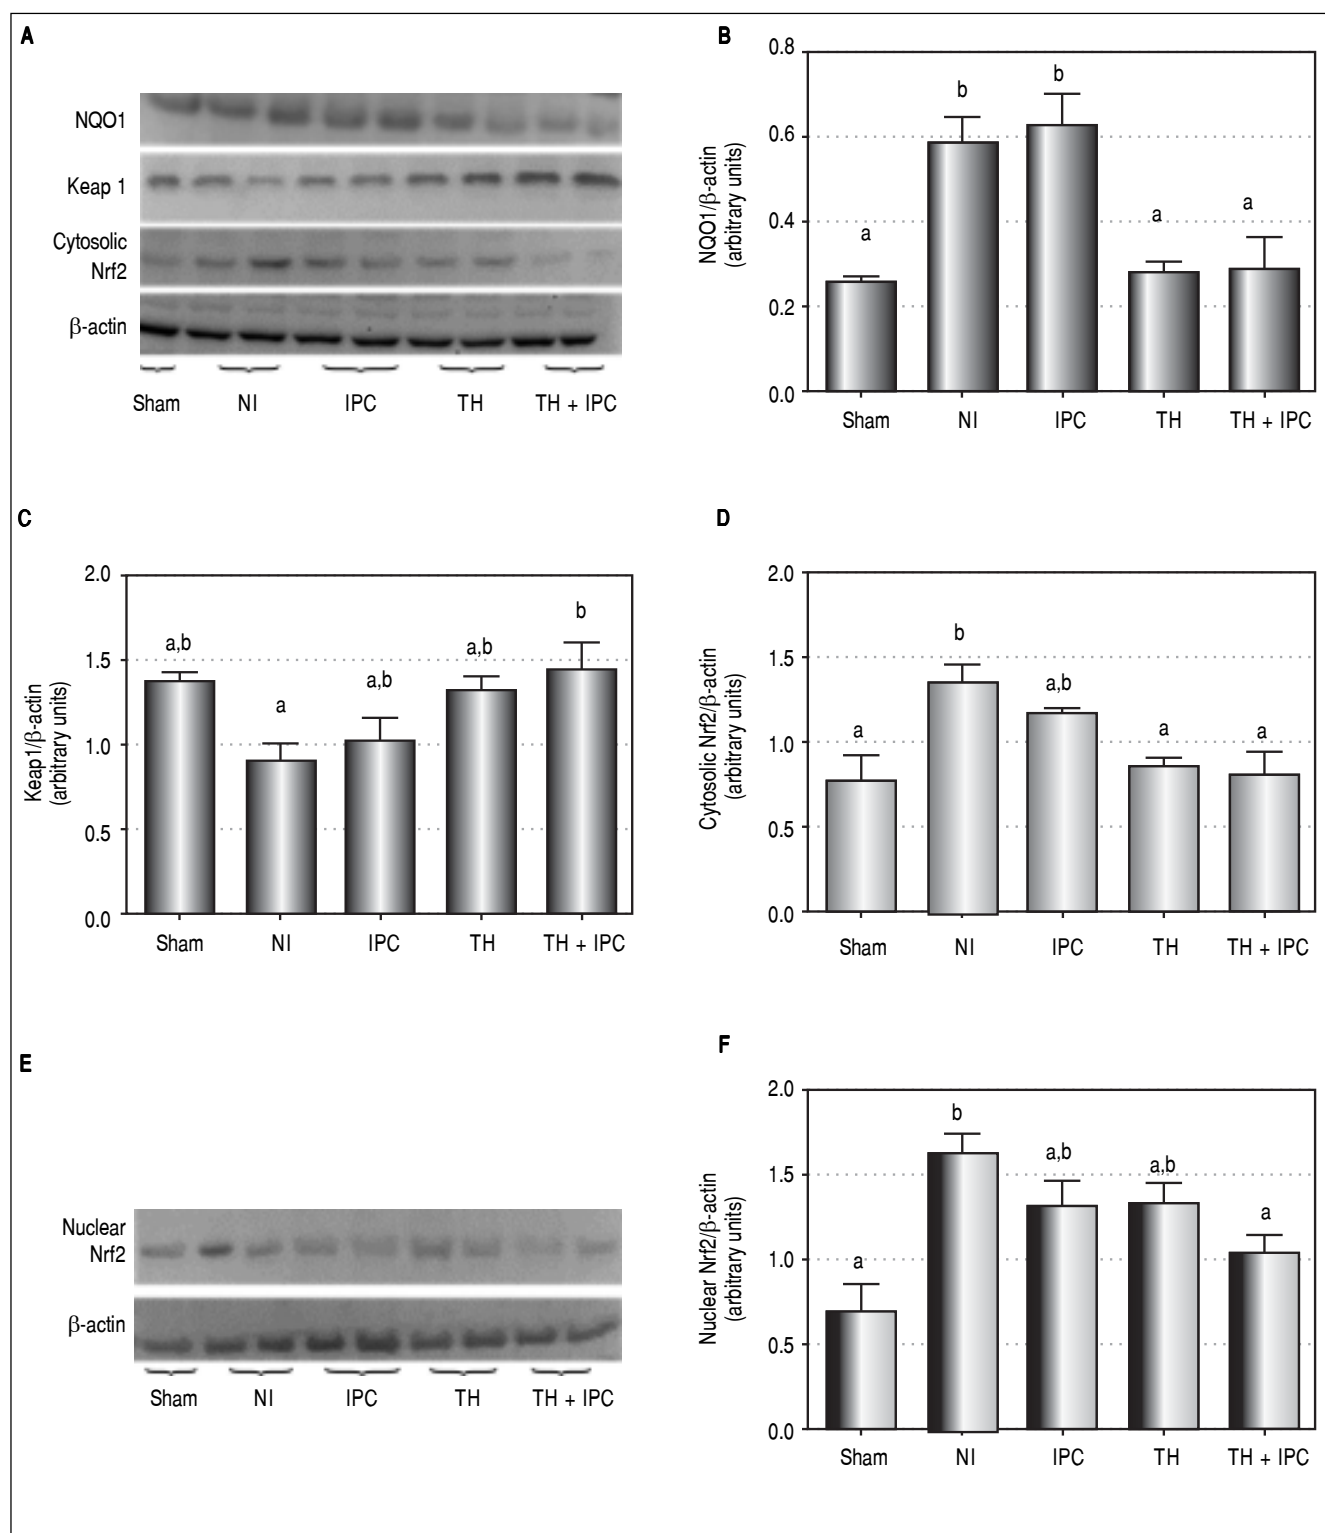 A
NQO1
Keap 1
Cytosolic
Nrf2
β-actin
Sham NI IPC TH TH + IPC
B
NQO1/β-actin
(arbitrary units)
0.8
0.6
0.4
0.2
0.0
a
b
b
a
a
Sham NI IPC TH TH + IPC
C
Keap1/β-actin
(arbitrary units)
2.0
1.5
1.0
0.5
0.0
a,b
a
a,b
a,b
b
Sham NI IPC TH TH + IPC
D
Cytosolic Nrf2/β-actin
(arbitrary units)
2.0
1.5
1.0
0.5
0.0
a
b
a,b
a
a
Sham NI IPC TH TH + IPC
E
Nuclear
Nrf2
β-actin
Sham NI IPC TH TH + IPC
F
Nuclear Nrf2/β-actin
(arbitrary units)
2.0
1.5
1.0
0.5
0.0
a
b
a,b
a,b
a
Sham NI IPC TH TH + IPC